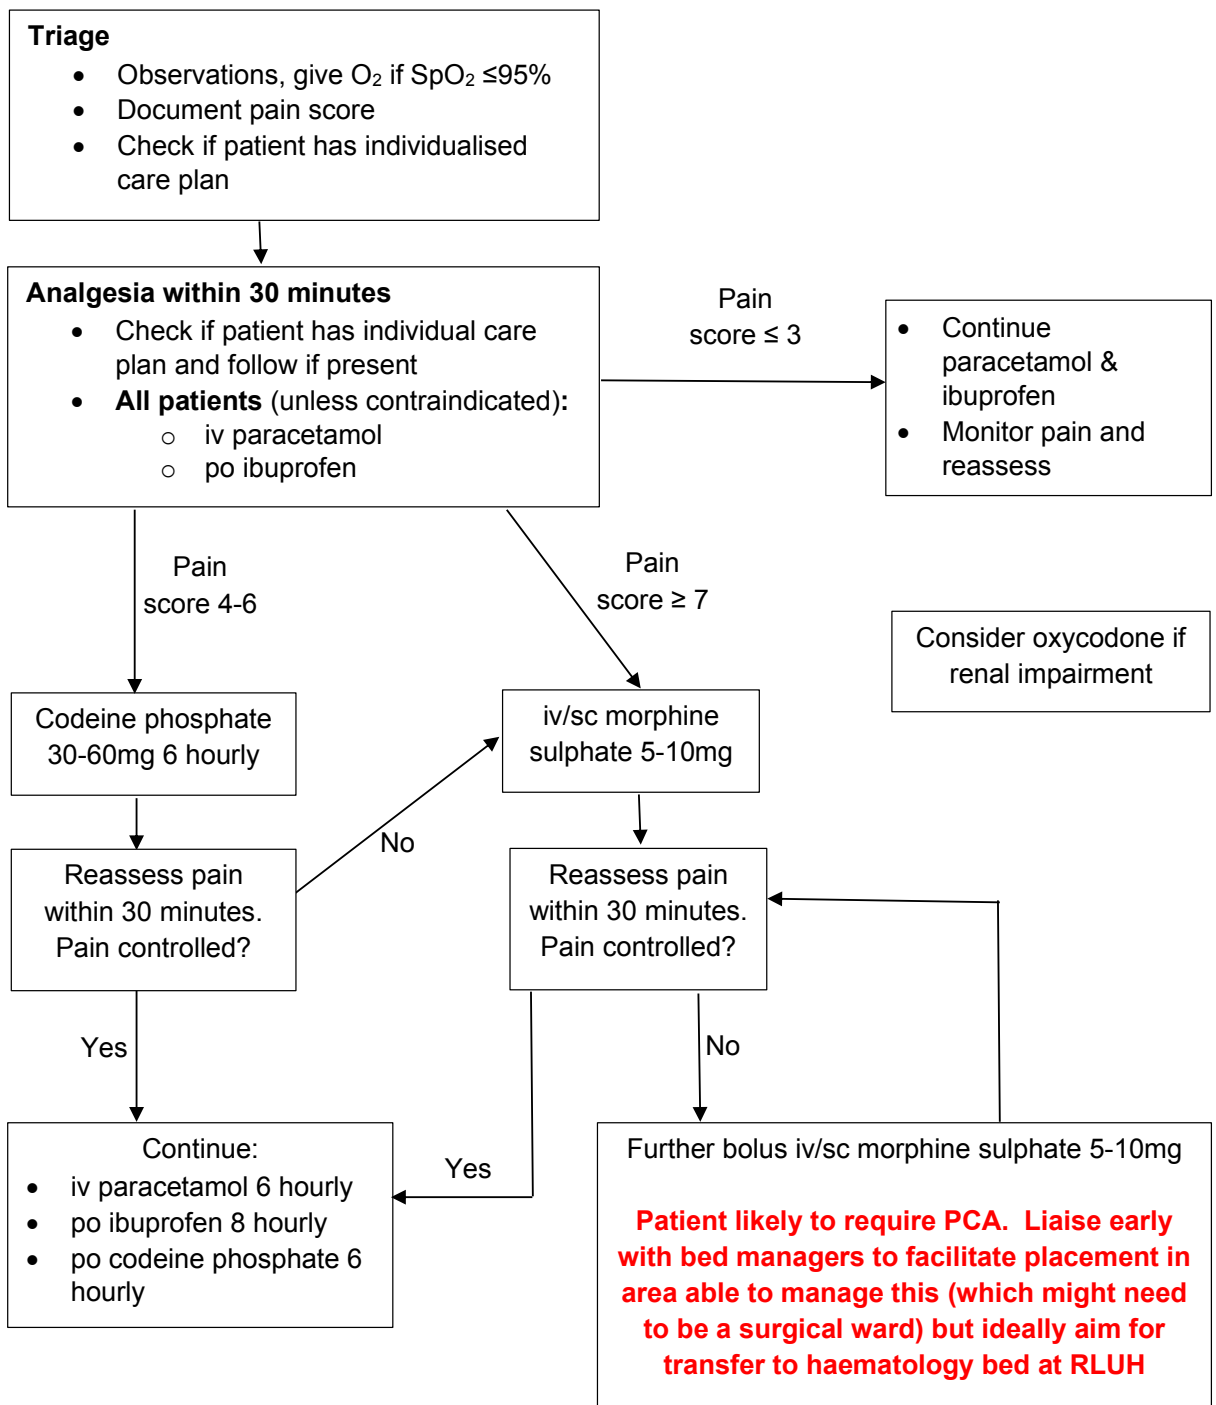 Triage
• Observations, give O₂ if SpO₂ ≤95%
• Document pain score
• Check if patient has individualised
care plan
Analgesia within 30 minutes
• Check if patient has individual care
plan and follow if present
• All patients (unless contraindicated):
o iv paracetamol
o po ibuprofen
Pain
score ≤ 3
• Continue
paracetamol &
ibuprofen
• Monitor pain and
reassess
Pain
score 4-6
Pain
score ≥ 7
Consider oxycodone if
renal impairment
Codeine phosphate
30-60mg 6 hourly
iv/sc morphine
sulphate 5-10mg
No
Reassess pain
within 30 minutes.
Pain controlled?
Reassess pain
within 30 minutes.
Pain controlled?
Yes
No
Continue:
• iv paracetamol 6 hourly
• po ibuprofen 8 hourly
• po codeine phosphate 6
hourly
Yes
Further bolus iv/sc morphine sulphate 5-10mg
Patient likely to require PCA. Liaise early
with bed managers to facilitate placement in
area able to manage this (which might need
to be a surgical ward) but ideally aim for
transfer to haematology bed at RLUH